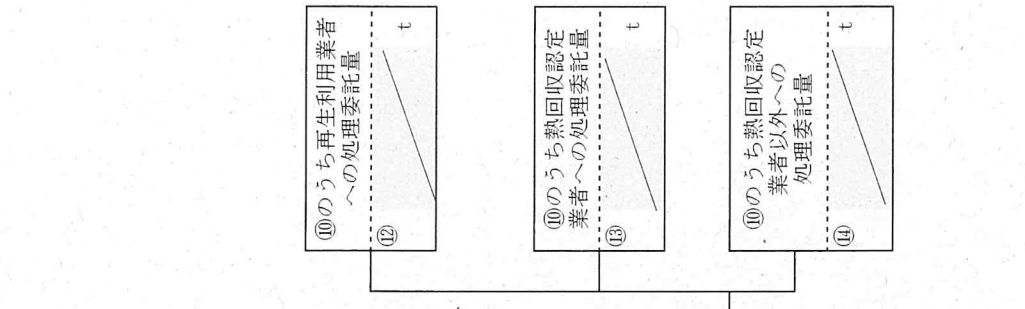 ⑩のうち再生利用業者
への処理委託量
⑫ t
⑩のうち熱回収認定
業者への処理委託量
⑬ t
⑩のうち熱回収認定
業者以外への
処理委託量
⑭ t